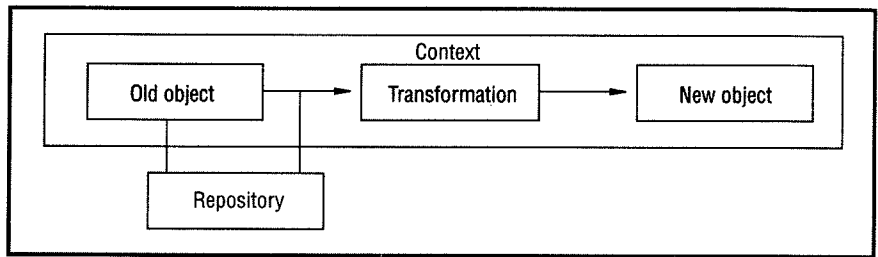 Context
Old object
Transformation
New object
Repository